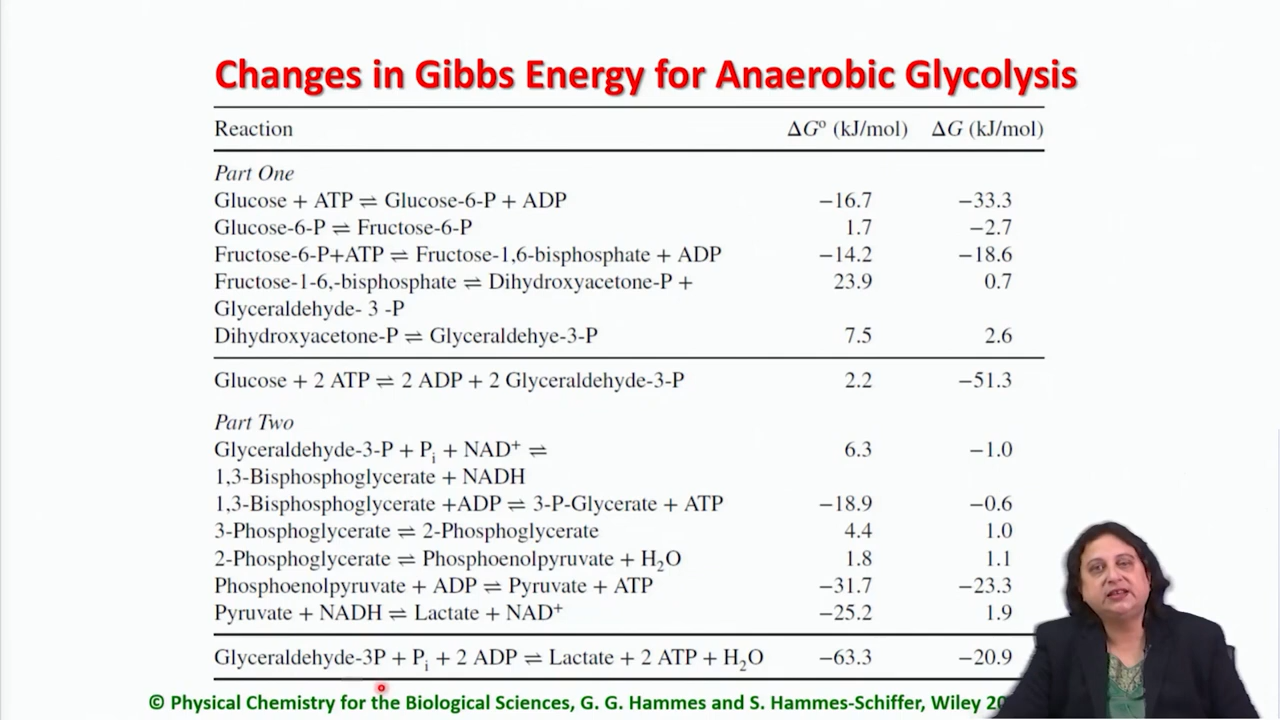 Changes in Gibbs Energy for Anaerobic Glycolysis
Reaction ΔG° (kJ/mol) ΔG (kJ/mol)
Part One
Glucose + ATP ⇌ Glucose-6-P + ADP −16.7 −33.3
Glucose-6-P ⇌ Fructose-6-P 1.7 −2.7
Fructose-6-P+ATP ⇌ Fructose-1,6-bisphosphate + ADP −14.2 −18.6
Fructose-1-6,-bisphosphate ⇌ Dihydroxyacetone-P + 23.9 0.7
Glyceraldehyde- 3 -P
Dihydroxyacetone-P ⇌ Glyceraldehye-3-P 7.5 2.6
Glucose + 2 ATP ⇌ 2 ADP + 2 Glyceraldehyde-3-P 2.2 −51.3
Part Two
Glyceraldehyde-3-P + Pᵢ + NAD⁺ ⇌ 6.3 −1.0
1,3-Bisphosphoglycerate + NADH
1,3-Bisphosphoglycerate +ADP ⇌ 3-P-Glycerate + ATP −18.9 −0.6
3-Phosphoglycerate ⇌ 2-Phosphoglycerate 4.4 1.0
2-Phosphoglycerate ⇌ Phosphoenolpyruvate + H₂O 1.8 1.1
Phosphoenolpyruvate + ADP ⇌ Pyruvate + ATP −31.7 −23.3
Pyruvate + NADH ⇌ Lactate + NAD⁺ −25.2 1.9
Glyceraldehyde-3P + Pᵢ + 2 ADP ⇌ Lactate + 2 ATP + H₂O −63.3 −20.9
© Physical Chemistry for the Biological Sciences, G. G. Hammes and S. Hammes-Schiffer, Wiley